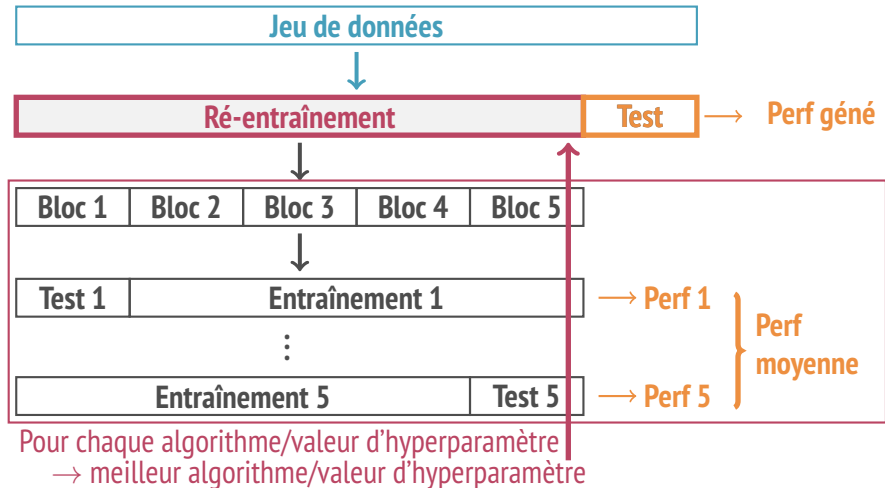 Jeu de données
Ré-entraînement Test → Perf géné
Bloc 1 Bloc 2 Bloc 3 Bloc 4 Bloc 5
Test 1 Entraînement 1 → Perf 1
Perf
moyenne
⋮
Entraînement 5 Test 5 → Perf 5
Pour chaque algorithme/valeur d'hyperparamètre
→ meilleur algorithme/valeur d'hyperparamètre